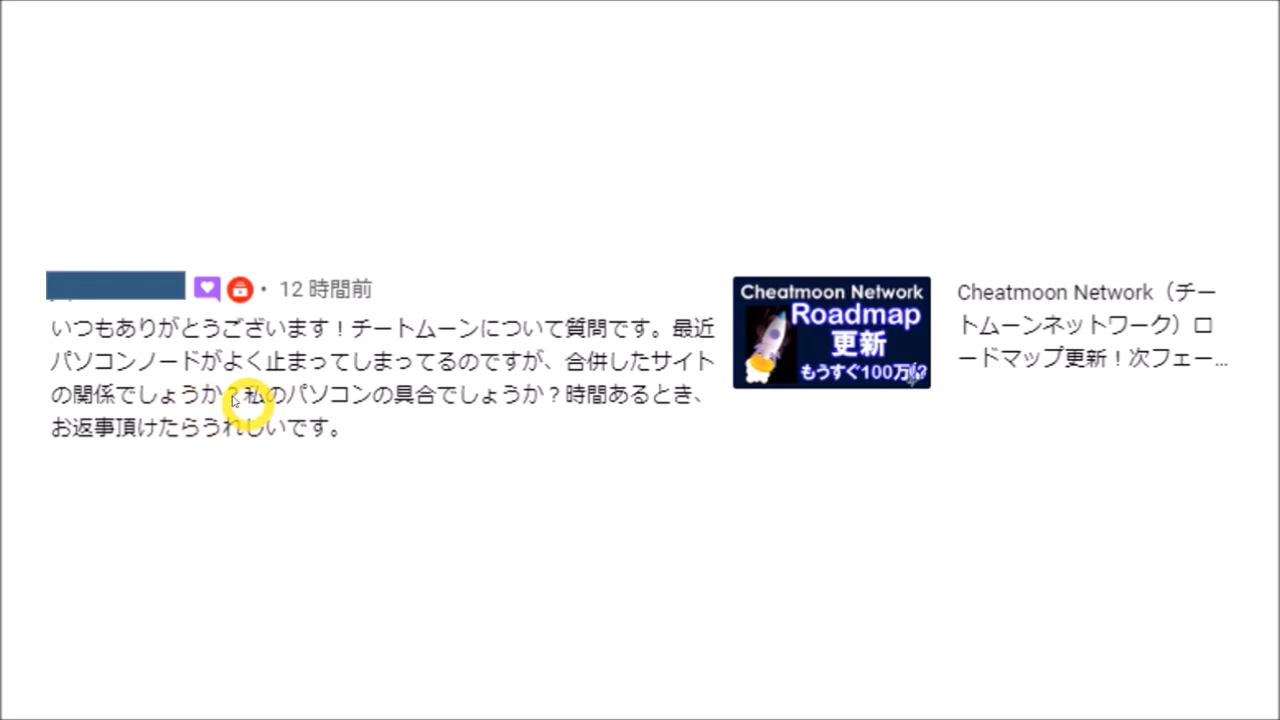 ・ 12 時間前
いつもありがとうございます！チートムーンについて質問です。最近
パソコンノードがよく止まってしまってるのですが、合併したサイト
の関係でしょうか？私のパソコンの具合でしょうか？時間あるとき、
お返事頂けたらうれしいです。
Cheatmoon Network
Roadmap
更新
もうすぐ100万!?
Cheatmoon Network（チー
トムーンネットワーク）ロ
ードマップ更新！次フェー...